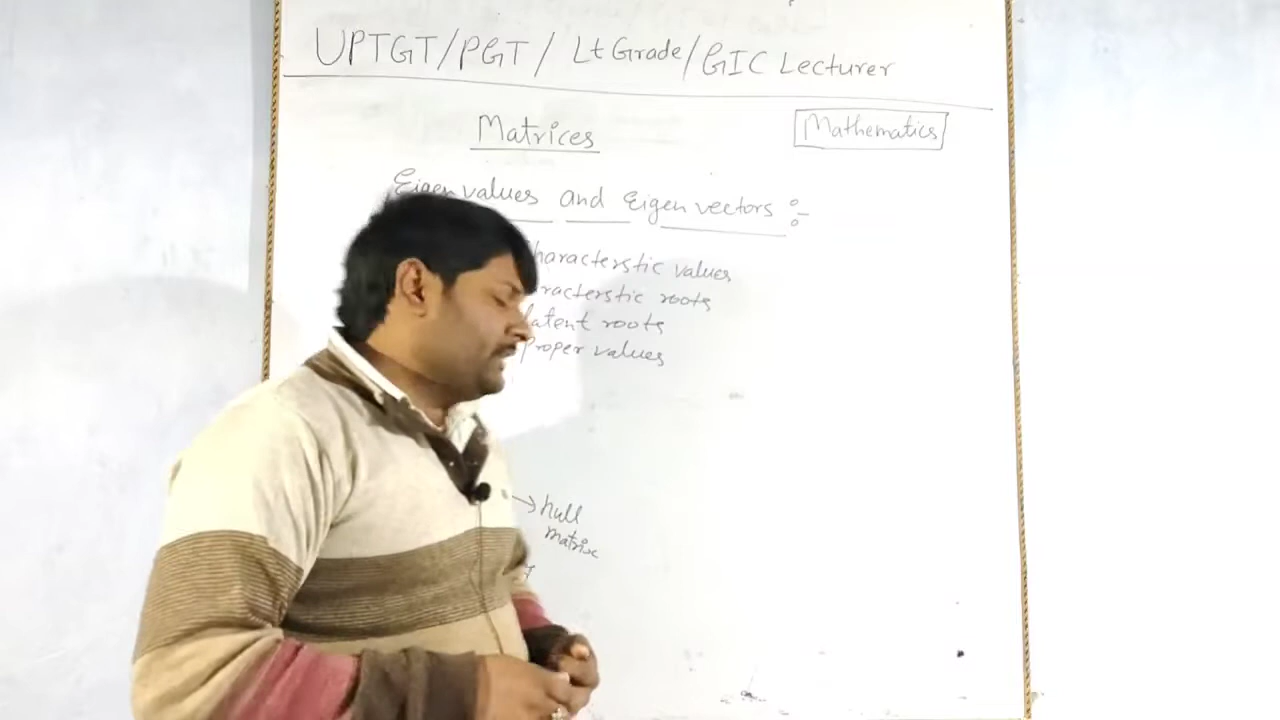 UPTGT/PGT/ Lt Grade/GIC Lecturer
Matrices
Mathematics
Eigen values and Eigen vectors :-
characterstic values
racterstic roots
latent roots
Proper values
→ null
matrix